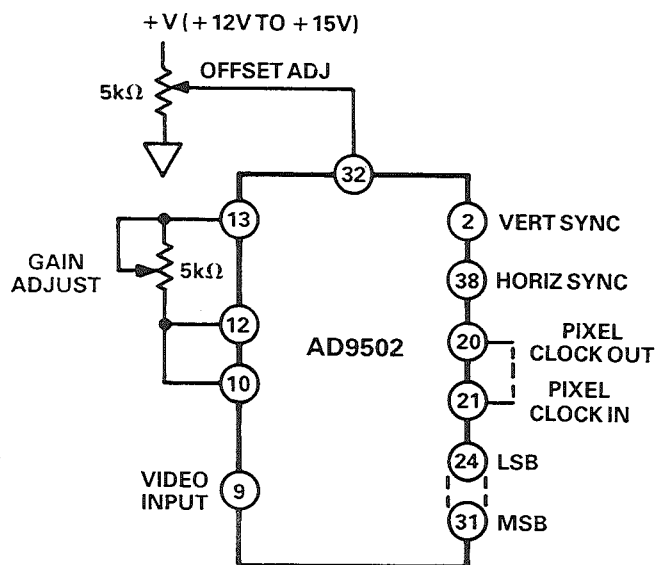 +V (+12V TO +15V)
OFFSET ADJ
5kΩ
32
13
2 VERT SYNC
GAIN
ADJUST
5kΩ
38 HORIZ SYNC
12
AD9502
20 PIXEL
CLOCK OUT
10
21 PIXEL
CLOCK IN
VIDEO
INPUT
9
24 LSB
31 MSB